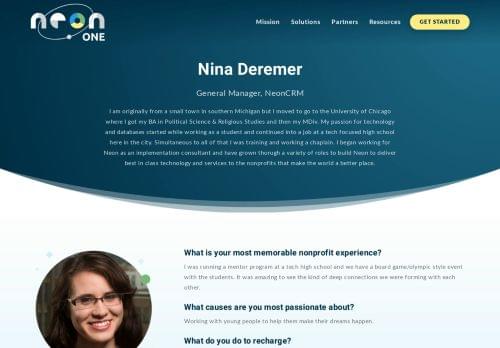 neon
ONE
Mission Solutions Partners Resources GET STARTED
Nina Deremer
General Manager, NeonCRM
I am originally from a small town in southern Michigan but I moved to go to the University of Chicago
where I got my BA in Political Science & Religious Studies and then my MDiv. My passion for technology
and databases started while working as a student and continued into a job at a tech focused high school
here in the city. Simultaneous to all of that I was training and working a chaplain. I began working for
Neon as an implementation consultant and have grown thorugh a variety of roles to build Neon to deliver
best in class technology and services to the nonprofits that make the world a better place.
What is your most memorable nonprofit experience?
I was running a mentor program at a tech high school and we have a board game/olympic style event
with the students. It was amazing to see the kind of deep connections we were forming with each
other.
What causes are you most passionate about?
Working with young people to help them make their dreams happen.
What do you do to recharge?